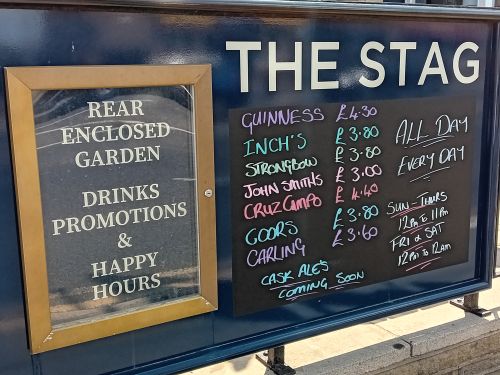 REAR
ENCLOSED
GARDEN
DRINKS
PROMOTIONS
&
HAPPY
HOURS
THE STAG
GUINNESS £4.30
INCH'S £3.80
STRONGBOW £3.80
JOHN SMITHS £3.00
CRUZ CAMPO £4.40
COORS £3.80
CARLING £3.60
CASK ALE'S
COMING SOON
ALL DAY
EVERY DAY
SUN-THURS
12PM TO 11PM
FRI & SAT
12PM TO 12AM